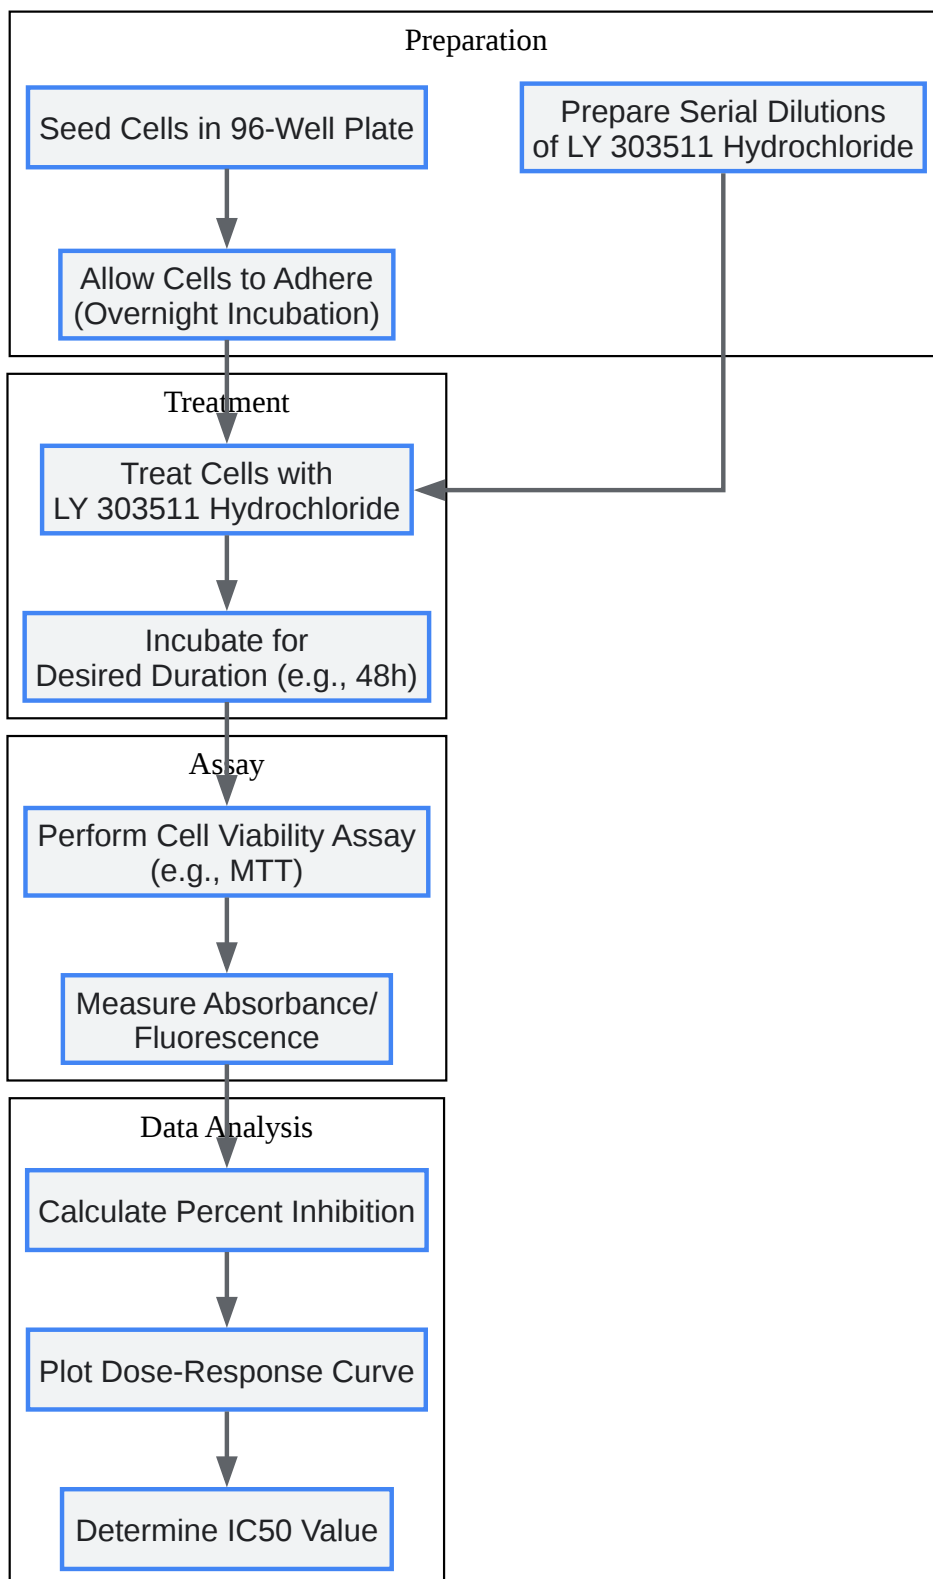 Preparation
Seed Cells in 96-Well Plate
Prepare Serial Dilutions
of LY 303511 Hydrochloride
Allow Cells to Adhere
(Overnight Incubation)
Treatment
Treat Cells with
LY 303511 Hydrochloride
Incubate for
Desired Duration (e.g., 48h)
Assay
Perform Cell Viability Assay
(e.g., MTT)
Measure Absorbance/
Fluorescence
Data Analysis
Calculate Percent Inhibition
Plot Dose-Response Curve
Determine IC50 Value